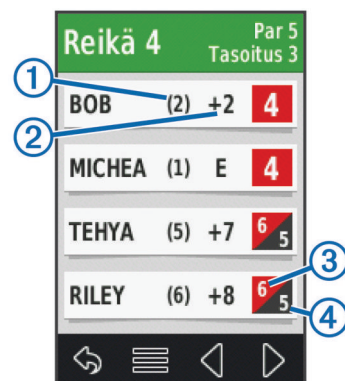 Reikä 4
Par 5
Tasoitus 3
1
2
BOB (2) +2 4
MICHEA (1) E 4
TEHYA (5) +7 6 5
RILEY (6) +8 6 5
3
4